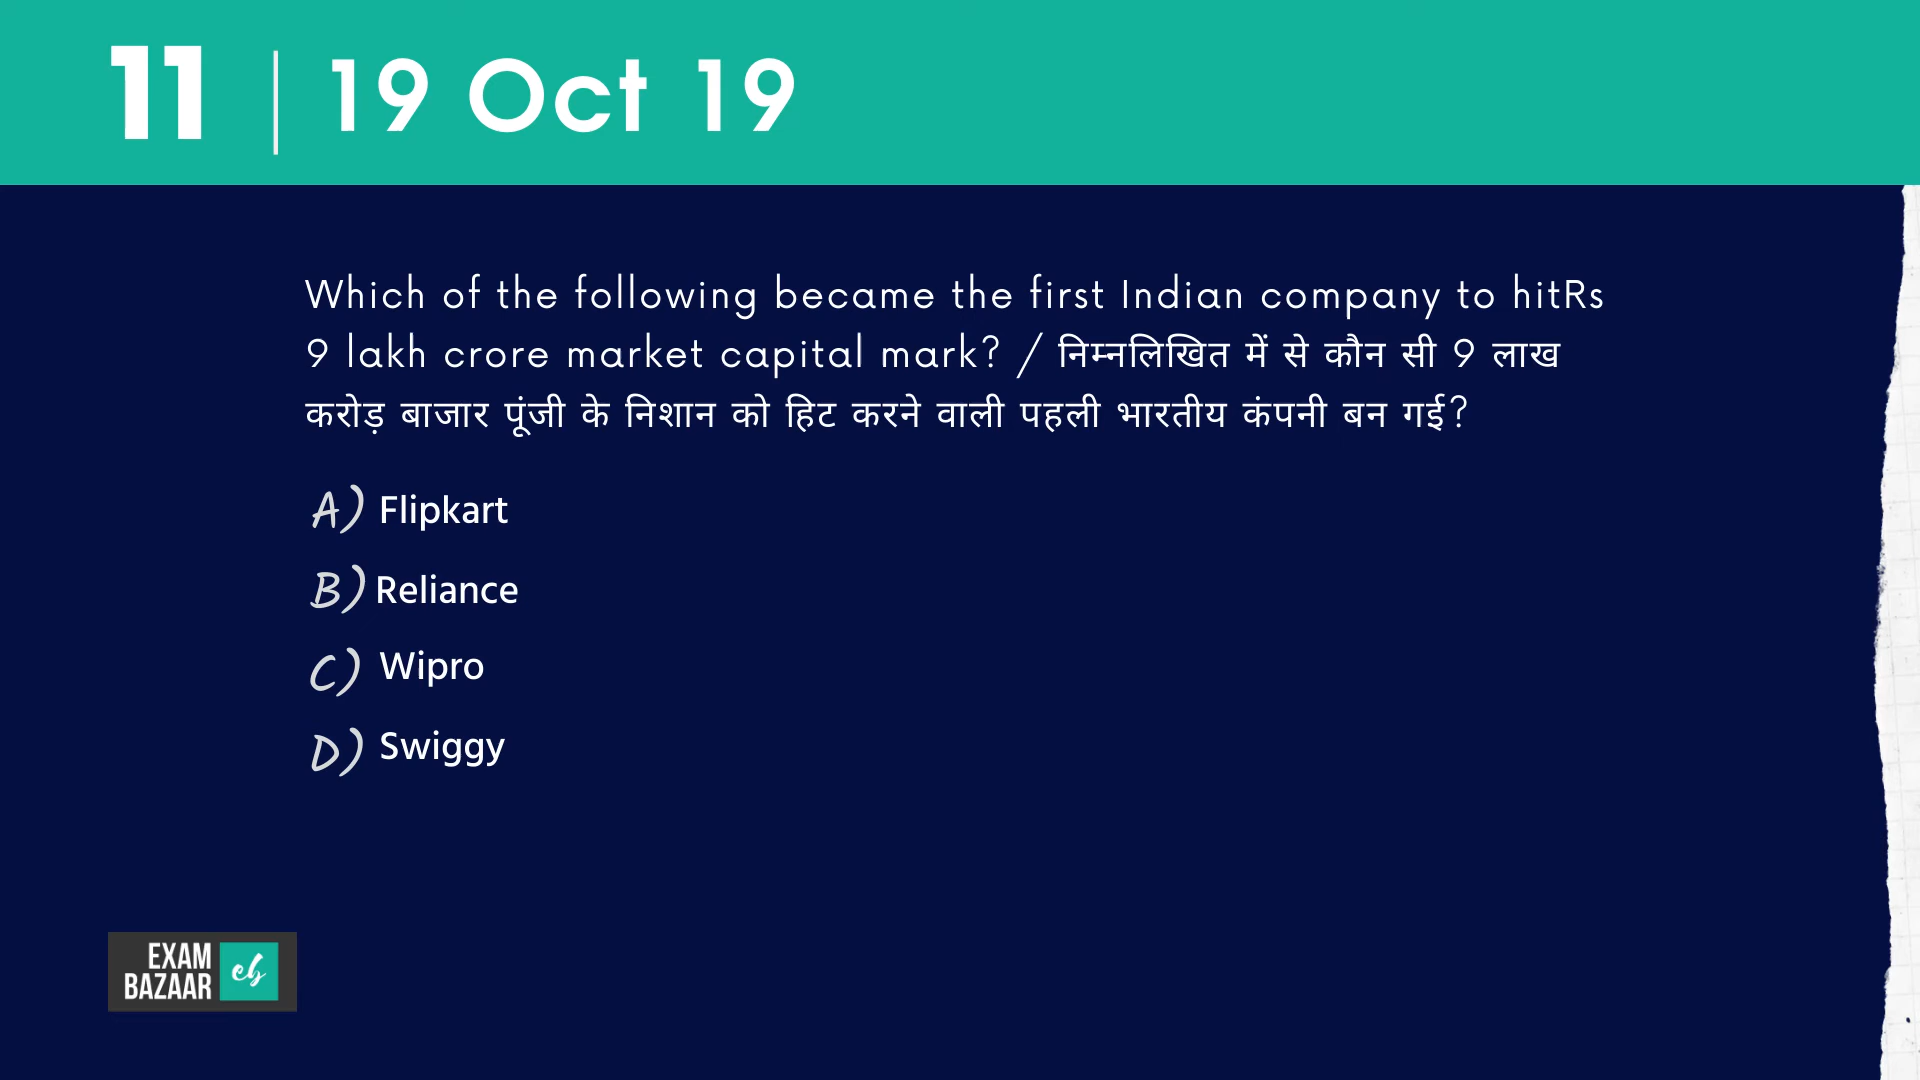 11 | 19 Oct 19
Which of the following became the first Indian company to hitRs
9 lakh crore market capital mark? / निम्नलिखित में से कौन सी 9 लाख
करोड़ बाजार पूंजी के निशान को हिट करने वाली पहली भारतीय कंपनी बन गई?
A) Flipkart
B) Reliance
C) Wipro
D) Swiggy
EXAM
BAZAAR eb